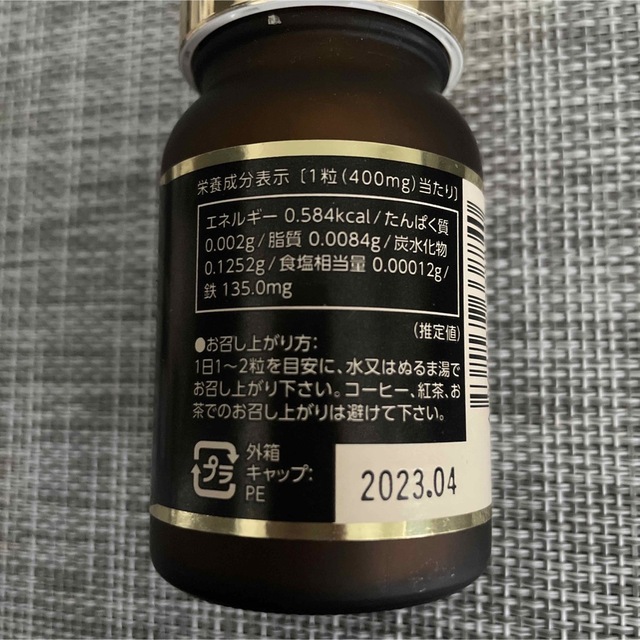 栄養成分表示〔1粒(400mg)当たり〕
エネルギー 0.584kcal/たんぱく質
0.002g/脂質 0.0084g/炭水化物
0.1252g/食塩相当量 0.00012g/
鉄 135.0mg
(推定値)
●お召し上がり方:
1日1〜2粒を目安に、水又はぬるま湯で
お召し上がり下さい。コーヒー、紅茶、お
茶でのお召し上がりは避けて下さい。
プラ
外箱
キャップ:
PE
2023.04